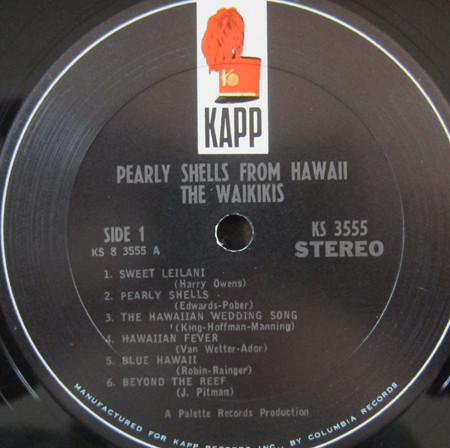 KAPP
PEARLY SHELLS FROM HAWAII
THE WAIKIKIS
SIDE 1
KS 8 3555 A
KS 3555
STEREO
1. SWEET LEILANI
(Harry Owens)
2. PEARLY SHELLS
(Edwards-Pober)
3. THE HAWAIIAN WEDDING SONG
(King-Hoffman-Manning)
4. HAWAIIAN FEVER
(Van Wetter-Ador)
5. BLUE HAWAII
(Robin-Rainger)
6. BEYOND THE REEF
(J. Pitman)
A Palette Records Production
MANUFACTURED FOR KAPP RECORDS INC., BY COLUMBIA RECORDS